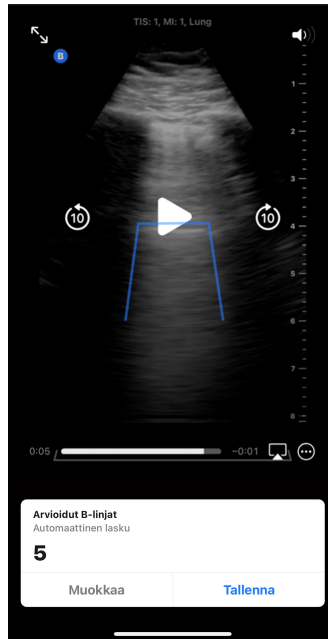 TIS: 1, MI: 1, Lung
B
1
2
3
10
10
4
5
6
7
8
0:05
−0:01
Arvioidut B-linjat
Automaattinen lasku
5
Muokkaa
Tallenna